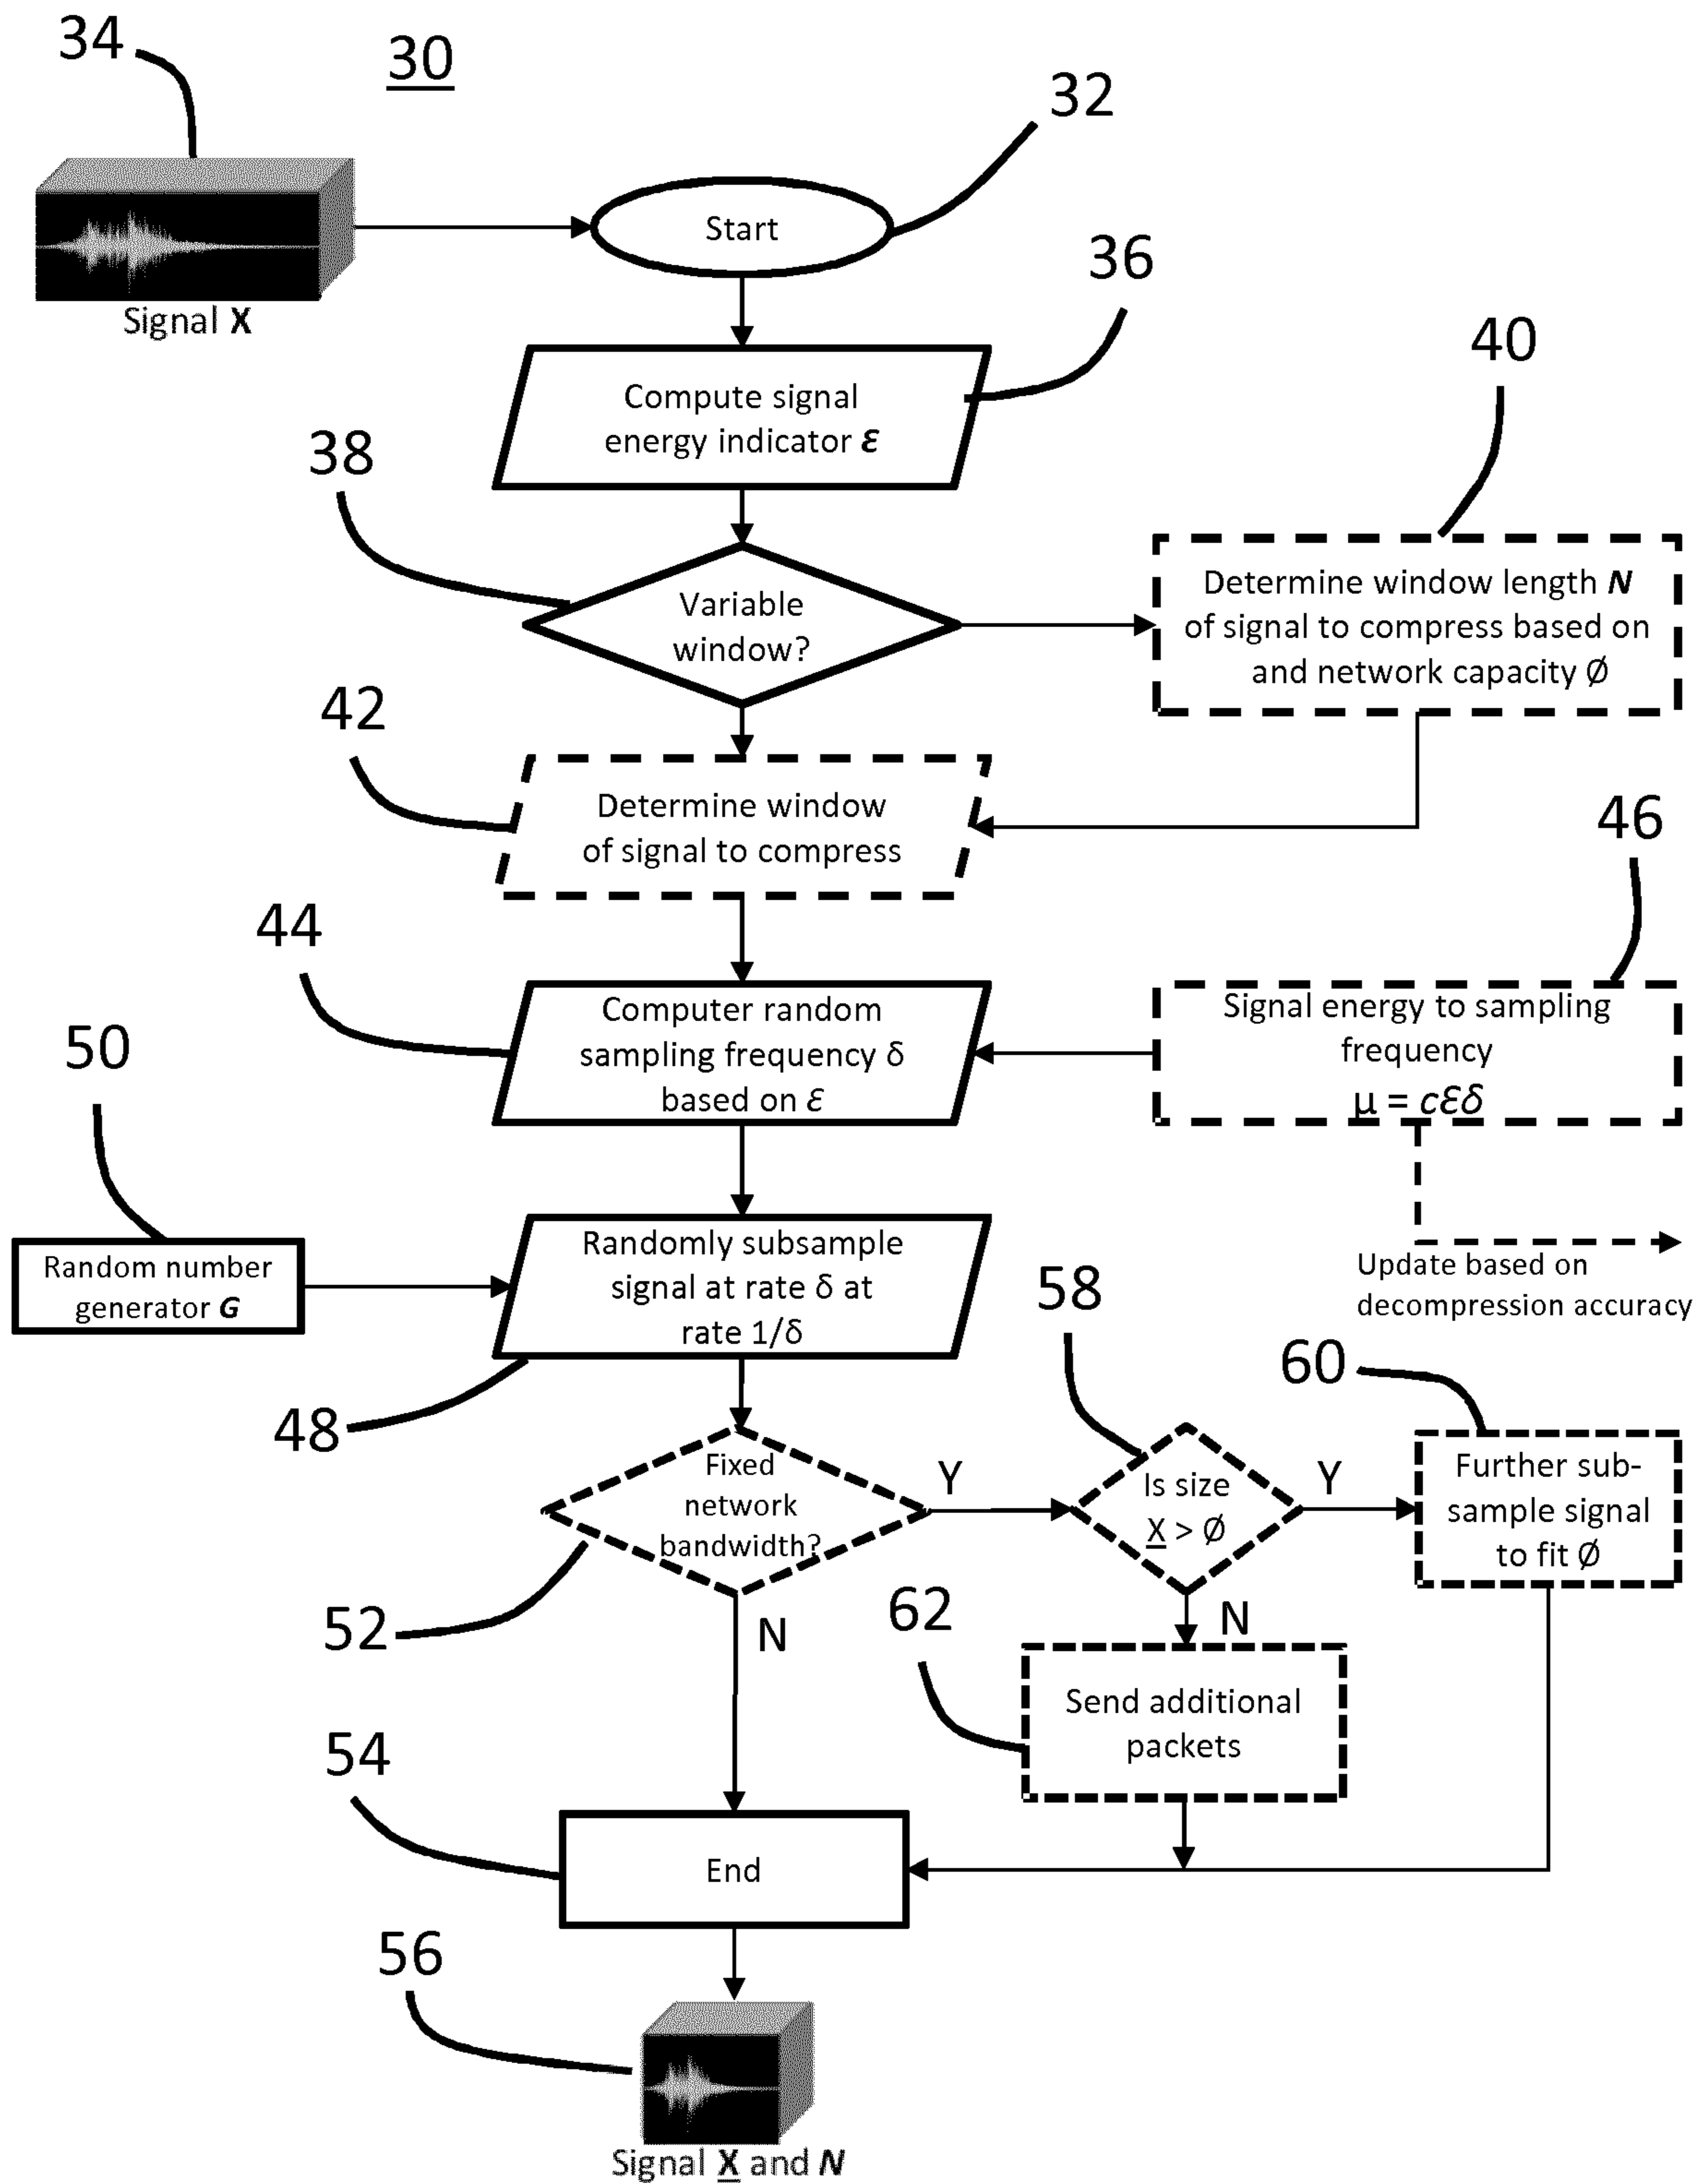 34
30
32
Start
Signal X
36
Compute signal
energy indicator Ɛ
38
40
Variable
window?
Determine window length N
of signal to compress based on
and network capacity Ø
42
Determine window
of signal to compress
46
44
Computer random
sampling frequency δ
based on Ɛ
Signal energy to sampling
frequency
μ = cƐδ
50
Random number
generator G
Randomly subsample
signal at rate δ at
rate 1/δ
Update based on
decompression accuracy
48
58
60
Fixed
network
bandwidth?
Y
Is size
X > Ø
Y
Further sub-
sample signal
to fit Ø
52
N
62
N
Send additional
packets
54
End
56
Signal X and N